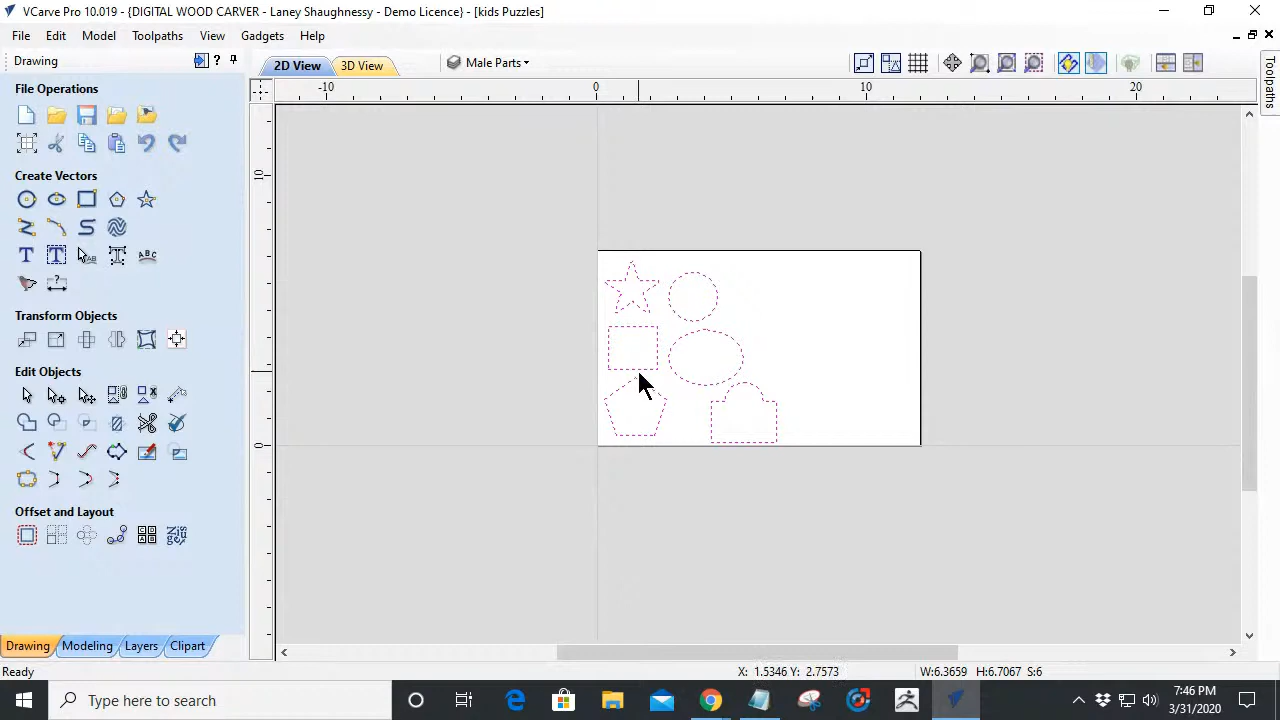 VCarve Pro 10.019 - {DIGITAL WOOD CARVER - Laney Shaughnessy - Demo Licence} - [kids Puzzles]
File Edit Model Toolpaths View Gadgets Help
Drawing
2D View 3D View Male Parts
Toolpaths
File Operations
-10 0 10 20
Create Vectors
10
0
Transform Objects
Edit Objects
Offset and Layout
Drawing Modeling Layers Clipart
Ready X: 1.5346 Y: 2.7573 W:6.3659 H:6.7067 S:6
Type here to search
7:46 PM
3/31/2020